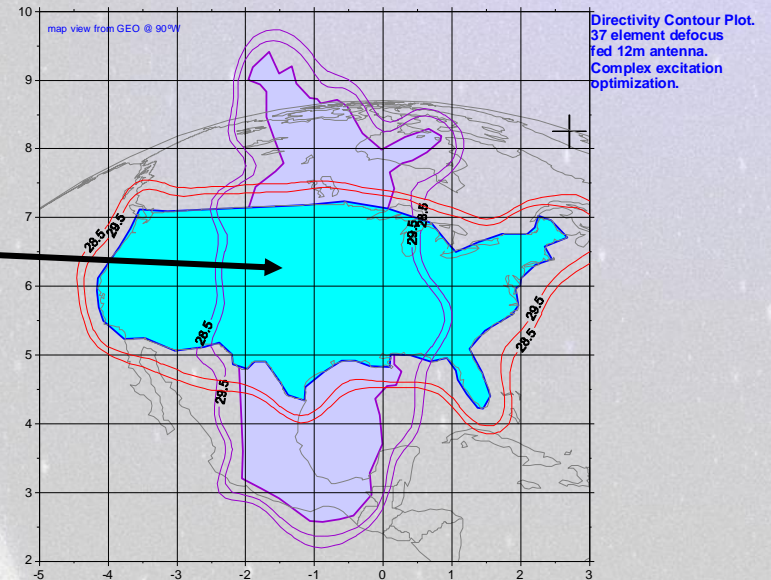 map view from GEO @ 90ºW
Directivity Contour Plot.
37 element defocus
fed 12m antenna.
Complex excitation
optimization.
10
9
8
7
6
5
4
3
2
28.5
29.5
28.5
29.5
28.5
29.5
29.5
28.5
-5 -4 -3 -2 -1 0 1 2 3